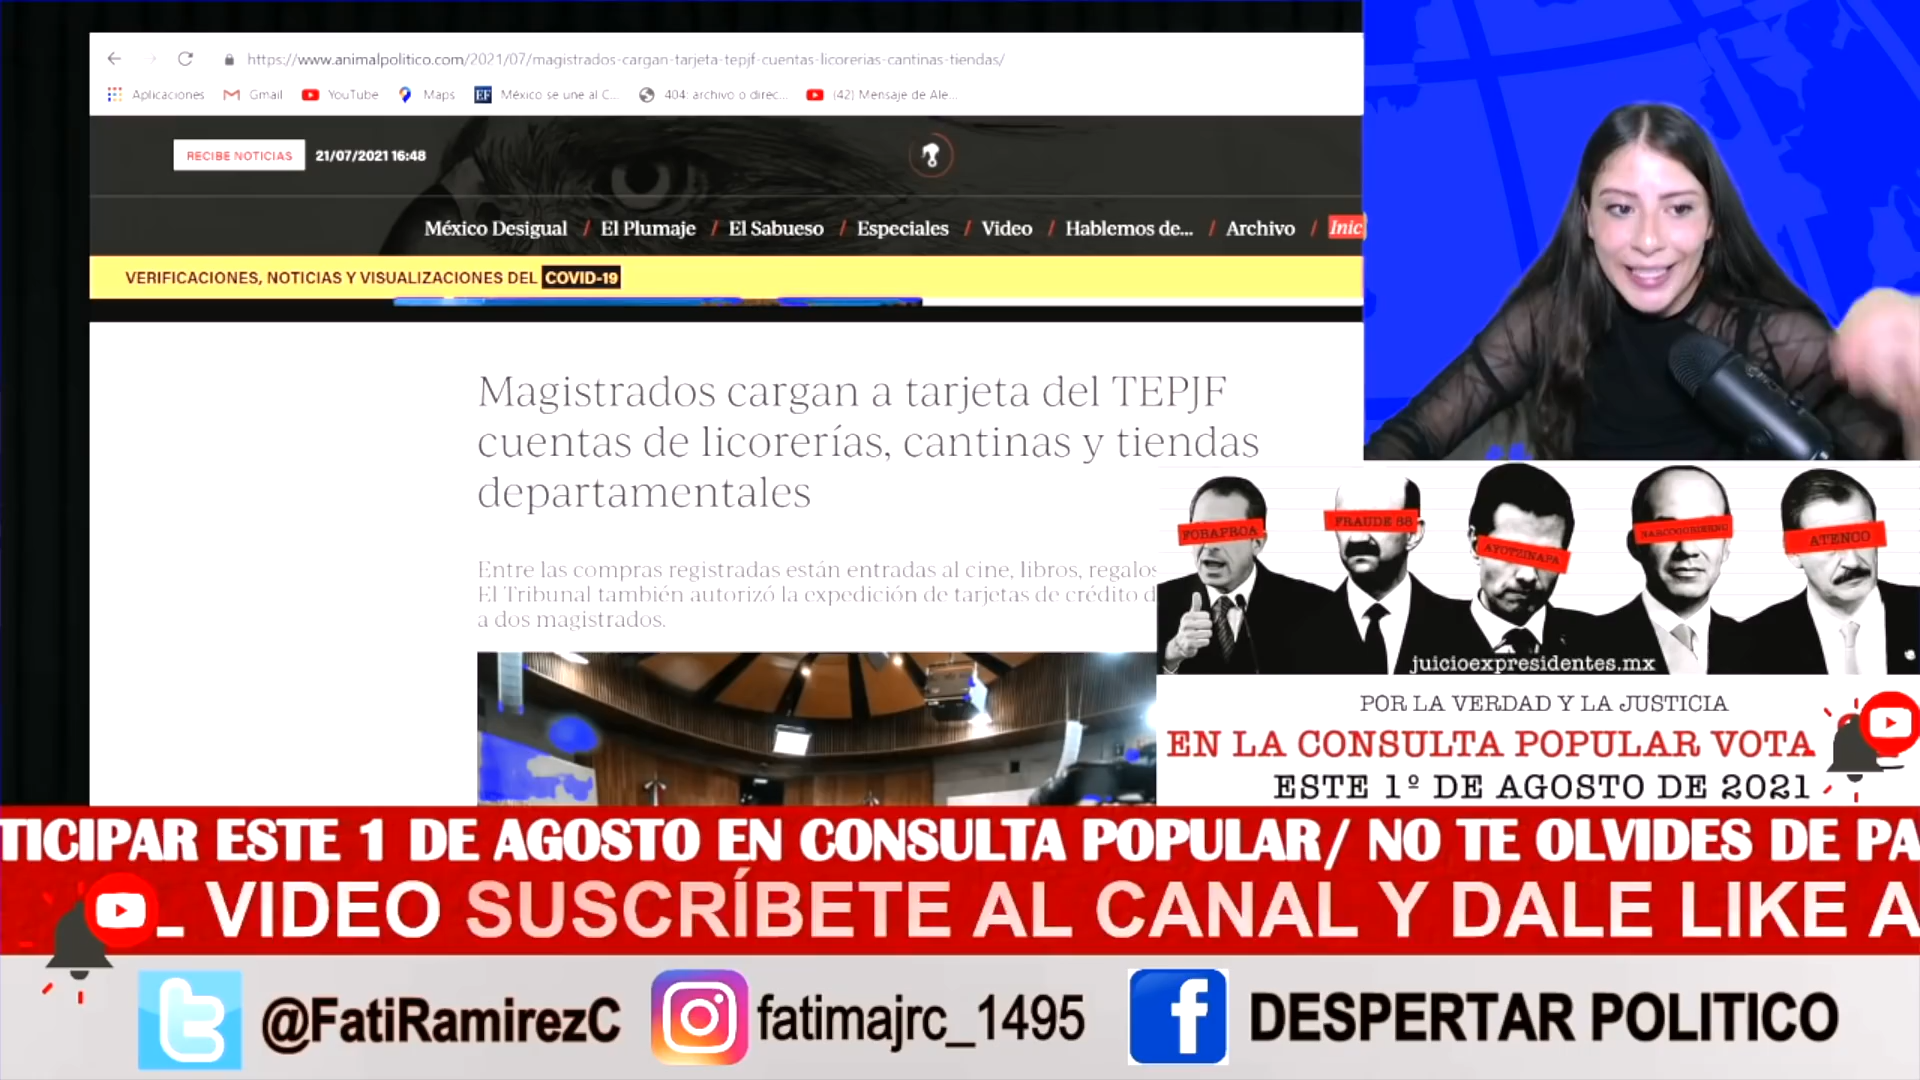 https://www.animalpolitico.com/2021/07/magistrados-cargan-tarjeta-tepjf-cuentas-licorerias-cantinas-tiendas/
Aplicaciones Gmail YouTube Maps EF México se une al C... 404: archivo o direc... (42) Mensaje de Ale...
RECIBE NOTICIAS 21/07/2021 16:48
México Desigual / El Plumaje / El Sabueso / Especiales / Video / Hablemos de... / Archivo / Inic
VERIFICACIONES, NOTICIAS Y VISUALIZACIONES DEL COVID-19
Magistrados cargan a tarjeta del TEPJF
cuentas de licorerías, cantinas y tiendas
departamentales
Entre las compras registradas están entradas al cine, libros, regalos
El Tribunal también autorizó la expedición de tarjetas de crédito d
a dos magistrados.
FOBAPROA FRAUDE 88 AYOTZINAPA NARCOGOBIERNO ATENCO
juicioexpresidentes.mx
POR LA VERDAD Y LA JUSTICIA
EN LA CONSULTA POPULAR VOTA
ESTE 1º DE AGOSTO DE 2021
TICIPAR ESTE 1 DE AGOSTO EN CONSULTA POPULAR/ NO TE OLVIDES DE PA
L VIDEO SUSCRÍBETE AL CANAL Y DALE LIKE A
@FatiRamirezC fatimajrc_1495 DESPERTAR POLITICO